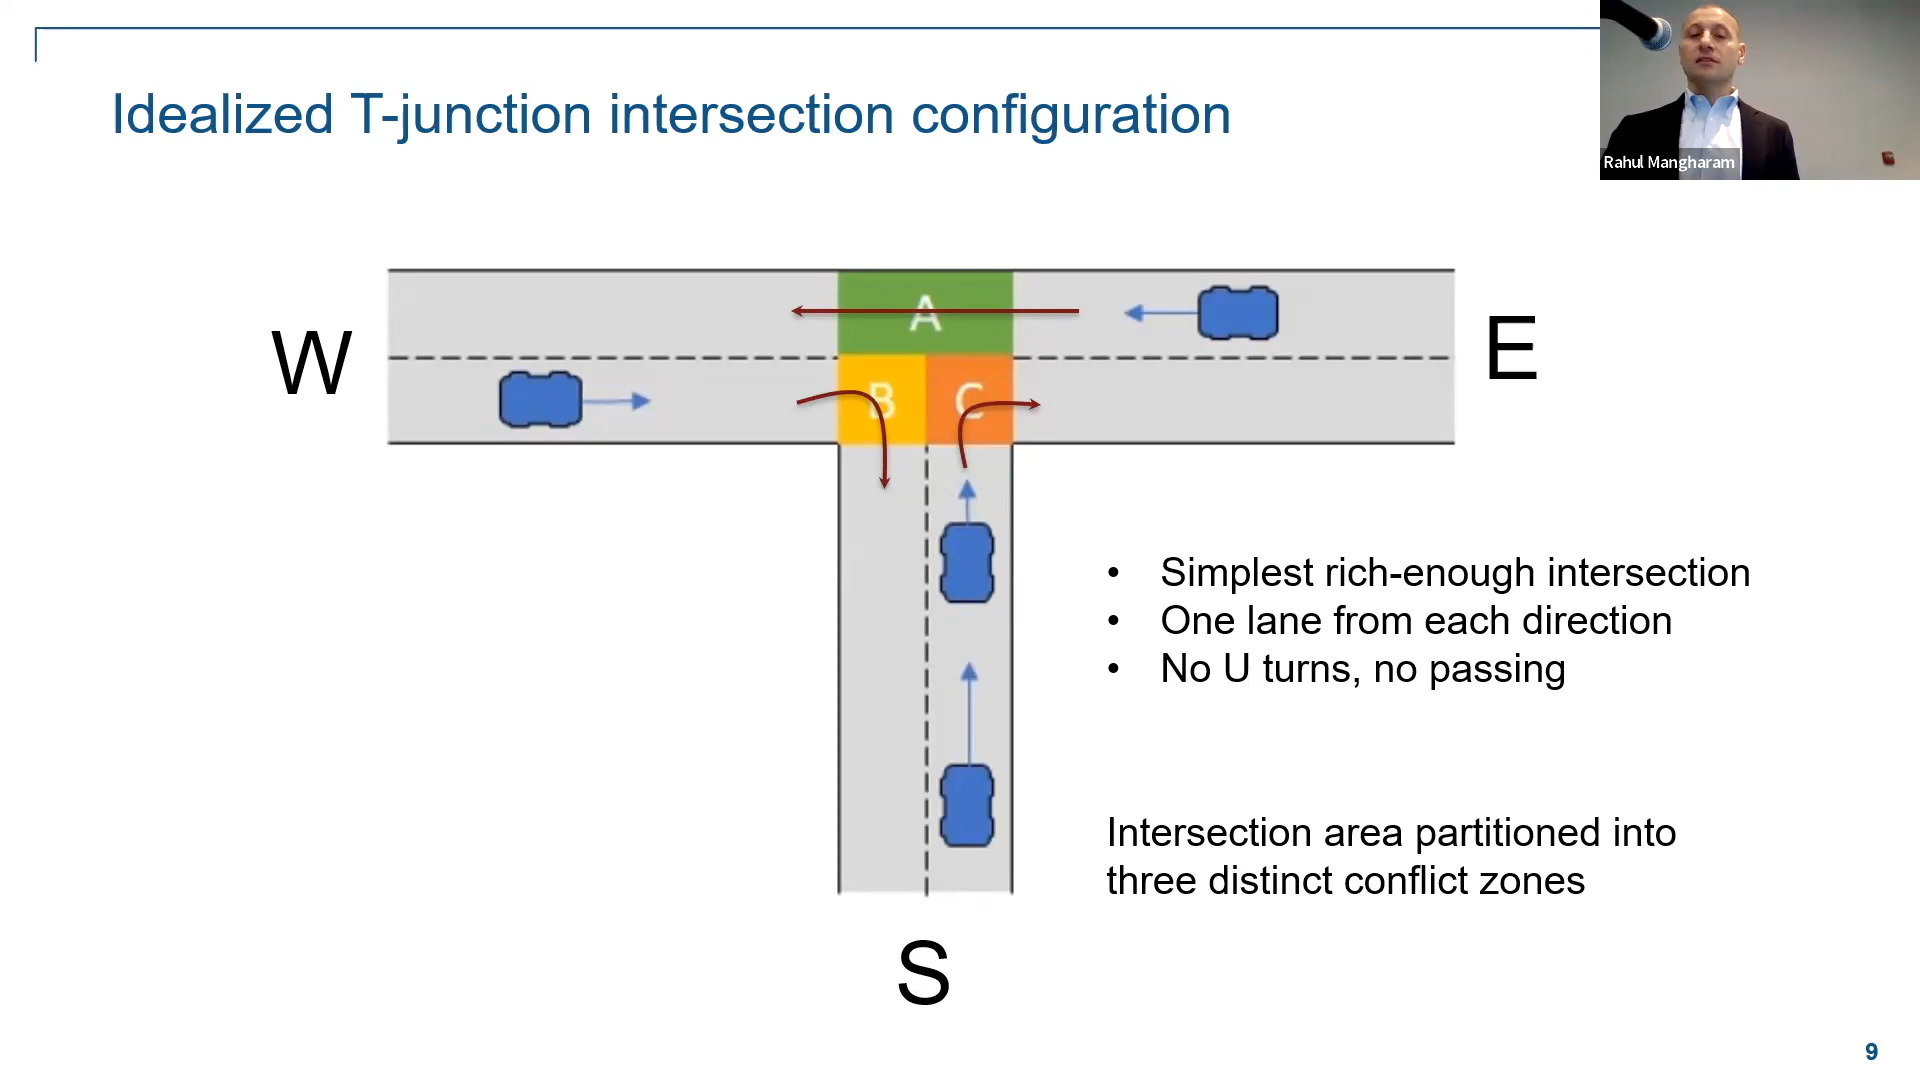 Idealized T-junction intersection configuration
Rahul Mangharam
W
A
E
B
C
• Simplest rich-enough intersection
• One lane from each direction
• No U turns, no passing
Intersection area partitioned into
three distinct conflict zones
S
9